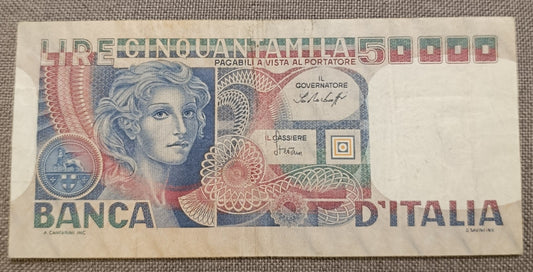 LIRE CINQUANTAMILA 50000
PAGABILI A VISTA AL PORTATORE
IL
GOVERNATORE
IL CASSIERE
BANCA D'ITALIA